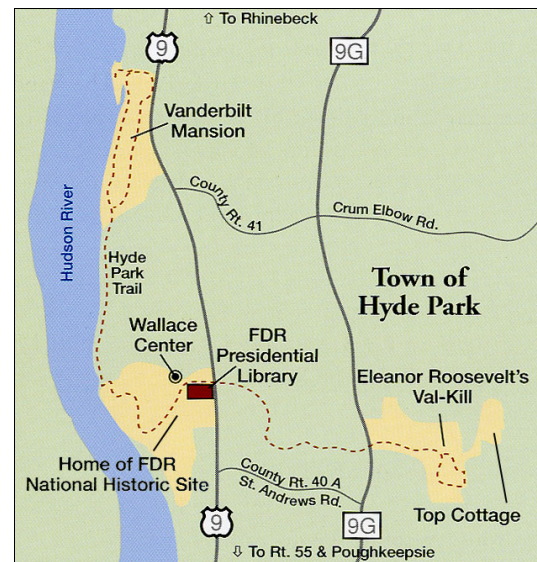 ⇧ To Rhinebeck
9
9G
Vanderbilt
Mansion
County
Rt. 41
Crum Elbow Rd.
Hudson River
Hyde
Park
Trail
Town of
Hyde Park
Wallace
Center
FDR
Presidential
Library
Eleanor Roosevelt's
Val-Kill
Home of FDR
National Historic Site
County Rt. 40 A
St. Andrews Rd.
Top Cottage
9
9G
⇩ To Rt. 55 & Poughkeepsie